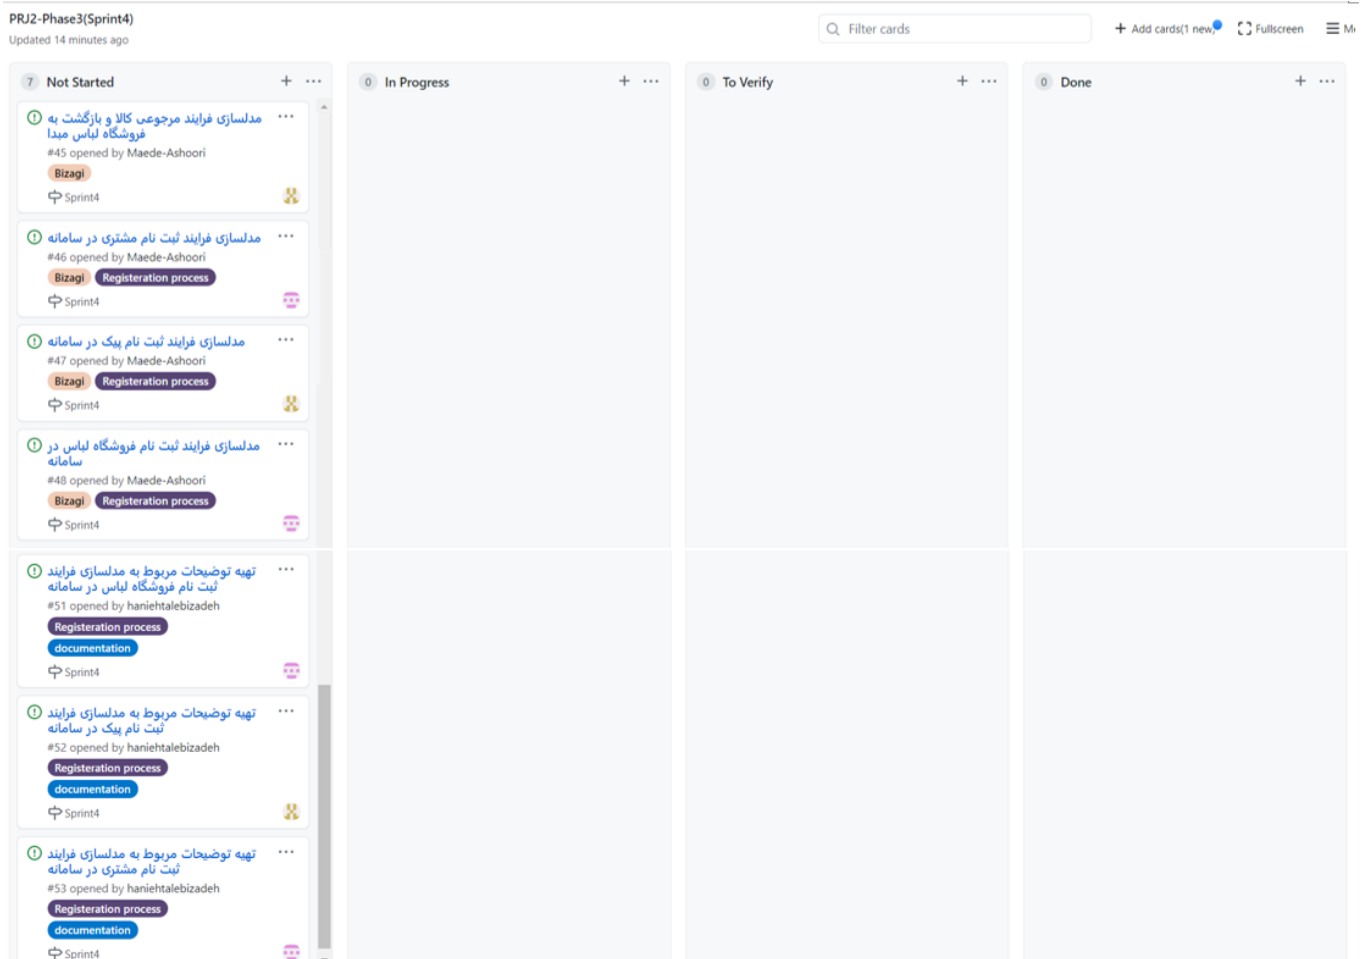 PRJ2-Phase3(Sprint4)
Updated 14 minutes ago
Filter cards
Add cards(1 new)
Fullscreen
7 Not Started
مدلسازی فرایند مرجوعی کالا و بازگشت به
فروشگاه لباس مبدا
#45 opened by Maede-Ashoori
Bizagi
Sprint4
مدلسازی فرایند ثبت نام مشتری در سامانه
#46 opened by Maede-Ashoori
Bizagi Registeration process
Sprint4
مدلسازی فرایند ثبت نام پیک در سامانه
#47 opened by Maede-Ashoori
Bizagi Registeration process
Sprint4
مدلسازی فرایند ثبت نام فروشگاه لباس در
سامانه
#48 opened by Maede-Ashoori
Bizagi Registeration process
Sprint4
تهیه توضیحات مربوط به مدلسازی فرایند
ثبت نام فروشگاه لباس در سامانه
#51 opened by haniehtalebizadeh
Registeration process
documentation
Sprint4
تهیه توضیحات مربوط به مدلسازی فرایند
ثبت نام پیک در سامانه
#52 opened by haniehtalebizadeh
Registeration process
documentation
Sprint4
تهیه توضیحات مربوط به مدلسازی فرایند
ثبت نام مشتری در سامانه
#53 opened by haniehtalebizadeh
Registeration process
documentation
Sprint4
0 In Progress
0 To Verify
0 Done